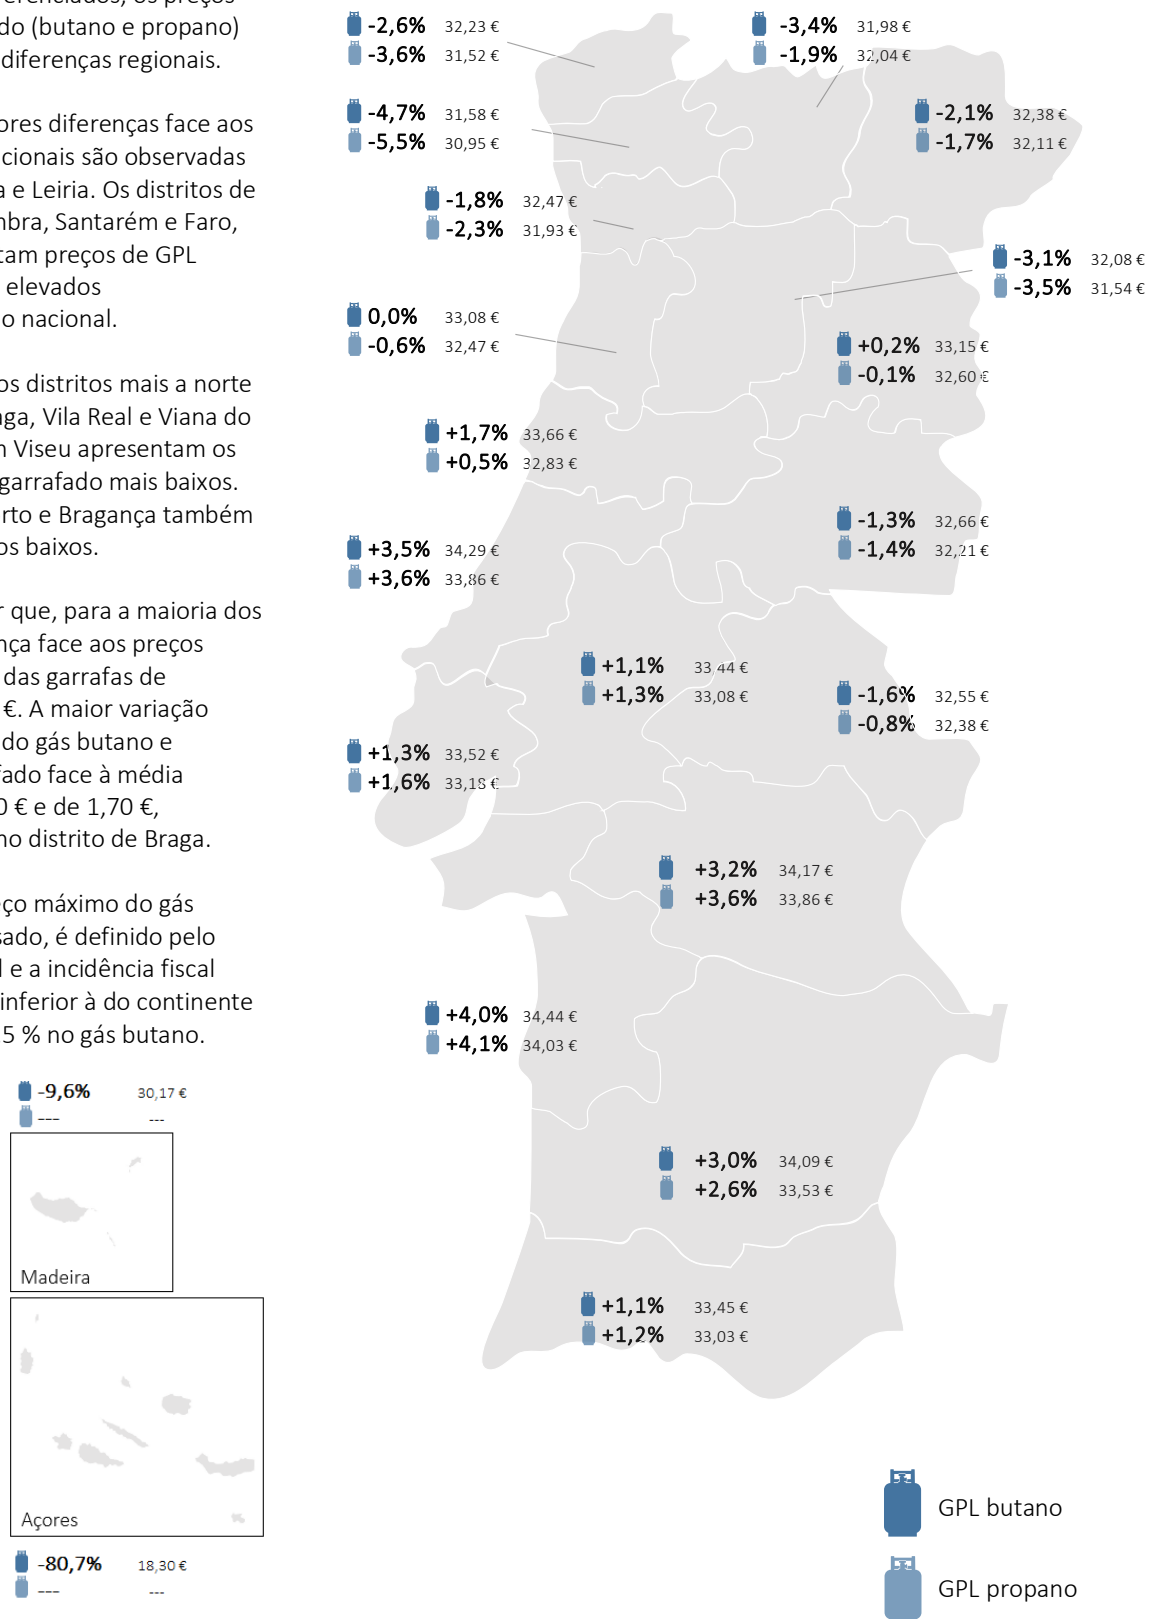 erenciados, os preços
do (butano e propano)
diferenças regionais.
ores diferenças face aos
cionais são observadas
a e Leiria. Os distritos de
mbra, Santarém e Faro,
tam preços de GPL
elevados
o nacional.
os distritos mais a norte
aga, Vila Real e Viana do
m Viseu apresentam os
garrafado mais baixos.
orto e Bragança também
os baixos.
r que, para a maioria dos
nça face aos preços
das garrafas de
€. A maior variação
do gás butano e
fado face à média
0 € e de 1,70 €,
no distrito de Braga.
eço máximo do gás
sado, é definido pelo
l e a incidência fiscal
inferior à do continente
,5 % no gás butano.
-2,6% 32,23 €
-3,6% 31,52 €
-3,4% 31,98 €
-1,9% 32,04 €
-4,7% 31,58 €
-5,5% 30,95 €
-2,1% 32,38 €
-1,7% 32,11 €
-1,8% 32,47 €
-2,3% 31,93 €
-3,1% 32,08 €
-3,5% 31,54 €
0,0% 33,08 €
-0,6% 32,47 €
+0,2% 33,15 €
-0,1% 32,60 €
+1,7% 33,66 €
+0,5% 32,83 €
-1,3% 32,66 €
-1,4% 32,21 €
+3,5% 34,29 €
+3,6% 33,86 €
+1,1% 33,44 €
+1,3% 33,08 €
-1,6% 32,55 €
-0,8% 32,38 €
+1,3% 33,52 €
+1,6% 33,18 €
+3,2% 34,17 €
+3,6% 33,86 €
+4,0% 34,44 €
+4,1% 34,03 €
+3,0% 34,09 €
+2,6% 33,53 €
+1,1% 33,45 €
+1,2% 33,03 €
-9,6% 30,17 €
--- ---
Madeira
Açores
-80,7% 18,30 €
--- ---
GPL butano
GPL propano